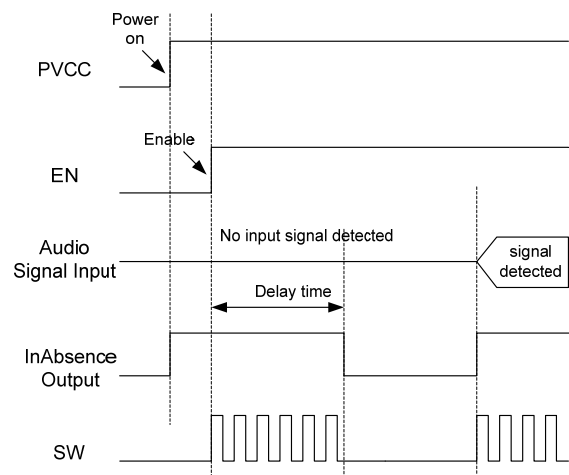 Power
on
PVCC
Enable
EN
No input signal detected
Audio
Signal Input
signal
detected
Delay time
InAbsence
Output
SW